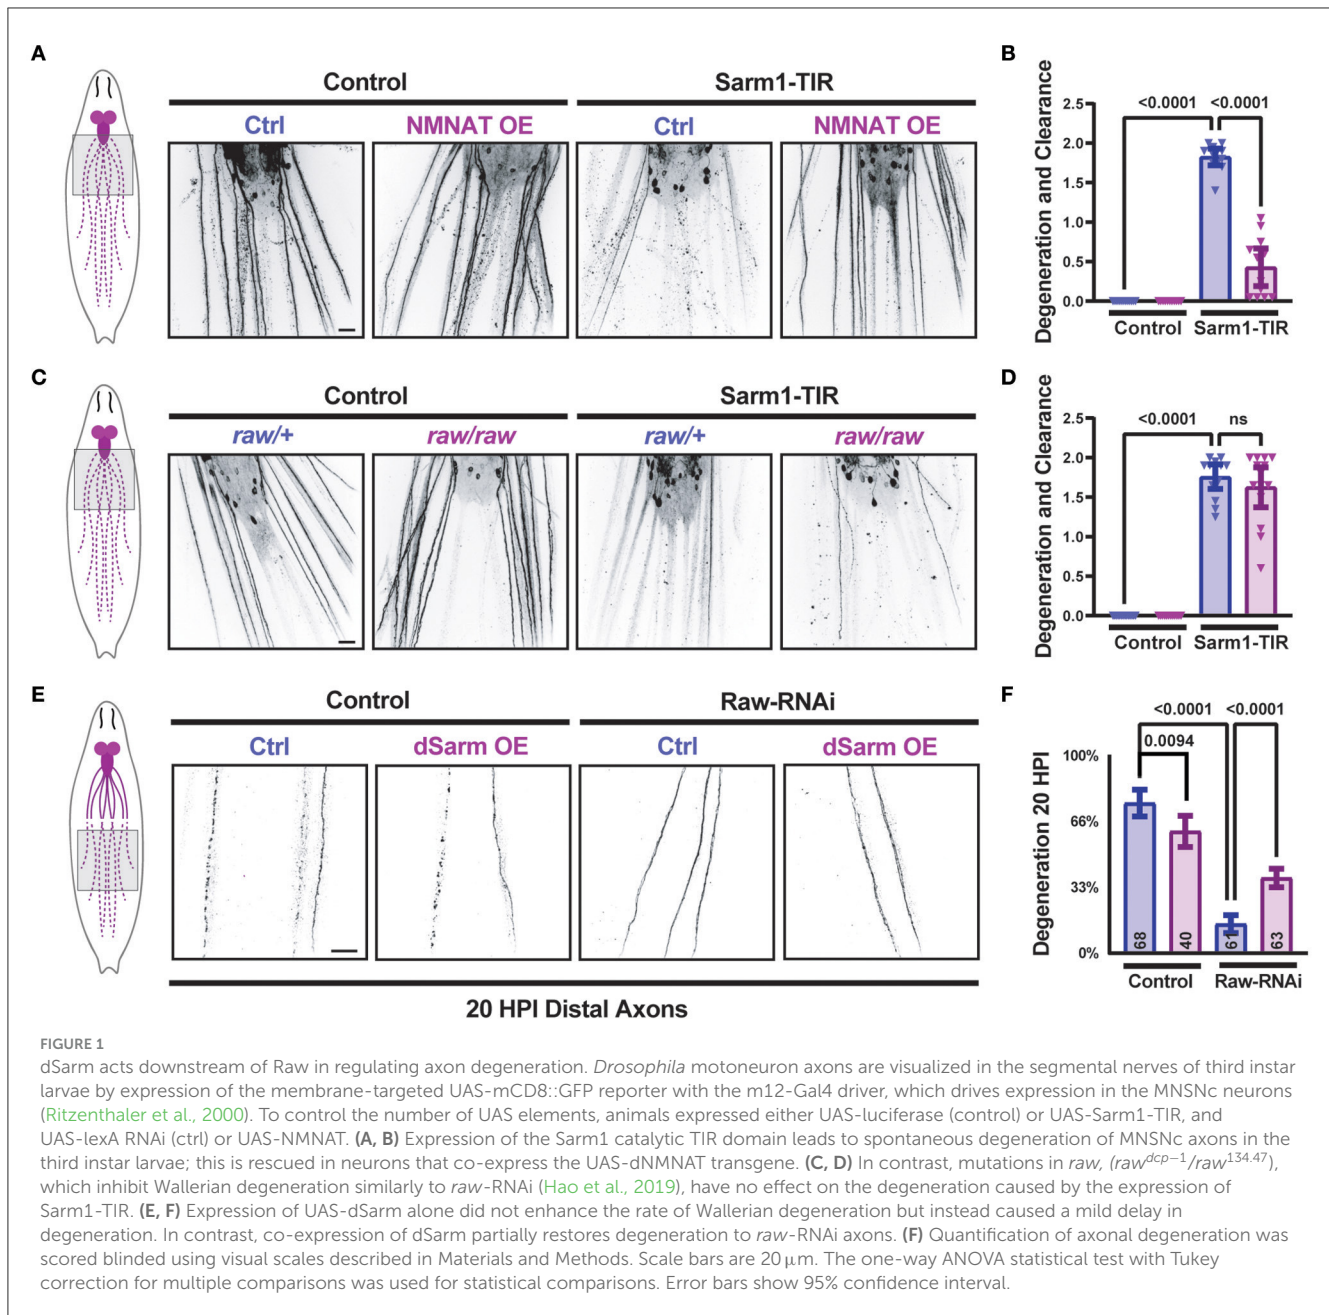 A
Control
Sarm1-TIR
Ctrl
NMNAT OE
Ctrl
NMNAT OE
B
<0.0001
<0.0001
Degeneration and Clearance
2.5
2.0
1.5
1.0
0.5
0.0
Control
Sarm1-TIR
C
Control
Sarm1-TIR
raw/+
raw/raw
raw/+
raw/raw
D
<0.0001
ns
Degeneration and Clearance
2.5
2.0
1.5
1.0
0.5
0.0
Control
Sarm1-TIR
E
Control
Raw-RNAi
Ctrl
dSarm OE
Ctrl
dSarm OE
20 HPI Distal Axons
F
<0.0001
<0.0001
0.0094
Degeneration 20 HPI
100%
66%
33%
0%
68
40
61
63
Control
Raw-RNAi
FIGURE 1
dSarm acts downstream of Raw in regulating axon degeneration. Drosophila motoneuron axons are visualized in the segmental nerves of third instar
larvae by expression of the membrane-targeted UAS-mCD8::GFP reporter with the m12-Gal4 driver, which drives expression in the MNSNc neurons
(Ritzenthaler et al., 2000). To control the number of UAS elements, animals expressed either UAS-luciferase (control) or UAS-Sarm1-TIR, and
UAS-lexA RNAi (ctrl) or UAS-NMNAT. (A, B) Expression of the Sarm1 catalytic TIR domain leads to spontaneous degeneration of MNSNc axons in the
third instar larvae; this is rescued in neurons that co-express the UAS-dNMNAT transgene. (C, D) In contrast, mutations in raw, (raw^dcp−1/raw^134.47),
which inhibit Wallerian degeneration similarly to raw-RNAi (Hao et al., 2019), have no effect on the degeneration caused by the expression of
Sarm1-TIR. (E, F) Expression of UAS-dSarm alone did not enhance the rate of Wallerian degeneration but instead caused a mild delay in
degeneration. In contrast, co-expression of dSarm partially restores degeneration to raw-RNAi axons. (F) Quantification of axonal degeneration was
scored blinded using visual scales described in Materials and Methods. Scale bars are 20 μm. The one-way ANOVA statistical test with Tukey
correction for multiple comparisons was used for statistical comparisons. Error bars show 95% confidence interval.